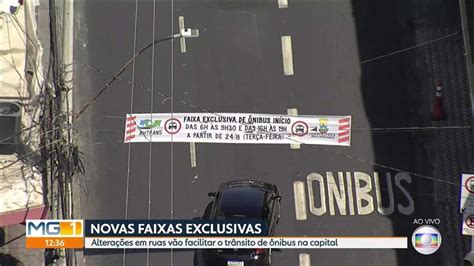 AO VIVO
FAIXA EXCLUSIVA DE ÔNIBUS INÍCIO
DAS 6H ÀS 9H30 E DAS 16H ÀS 19H
A PARTIR DE 24/8 (TERÇA-FEIRA)
BHTRANS
ÔNIBUS
MG1
12:36
NOVAS FAIXAS EXCLUSIVAS
Alterações em ruas vão facilitar o trânsito de ônibus na capital